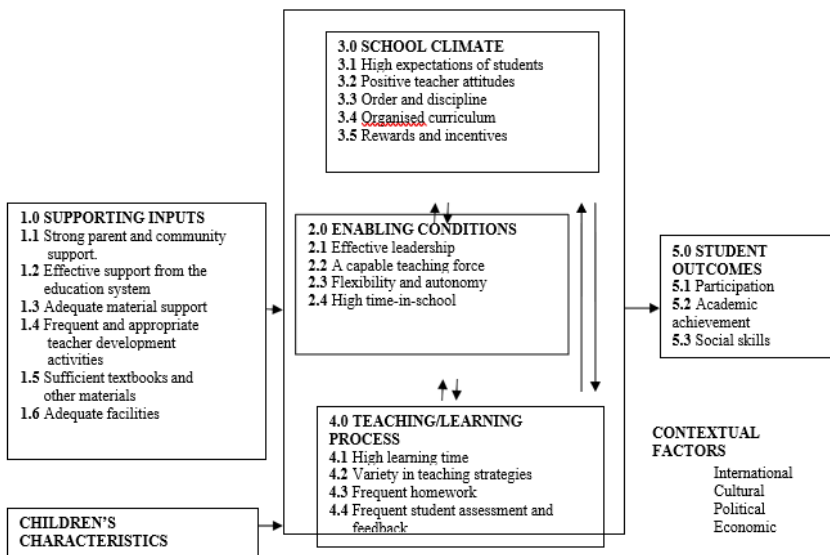 3.0 SCHOOL CLIMATE
3.1 High expectations of students
3.2 Positive teacher attitudes
3.3 Order and discipline
3.4 Organised curriculum
3.5 Rewards and incentives
1.0 SUPPORTING INPUTS
1.1 Strong parent and community
support.
1.2 Effective support from the
education system
1.3 Adequate material support
1.4 Frequent and appropriate
teacher development
activities
1.5 Sufficient textbooks and
other materials
1.6 Adequate facilities
2.0 ENABLING CONDITIONS
2.1 Effective leadership
2.2 A capable teaching force
2.3 Flexibility and autonomy
2.4 High time-in-school
5.0 STUDENT
OUTCOMES
5.1 Participation
5.2 Academic
achievement
5.3 Social skills
4.0 TEACHING/LEARNING
PROCESS
4.1 High learning time
4.2 Variety in teaching strategies
4.3 Frequent homework
4.4 Frequent student assessment and
feedback
CONTEXTUAL
FACTORS
International
Cultural
Political
Economic
CHILDREN'S
CHARACTERISTICS